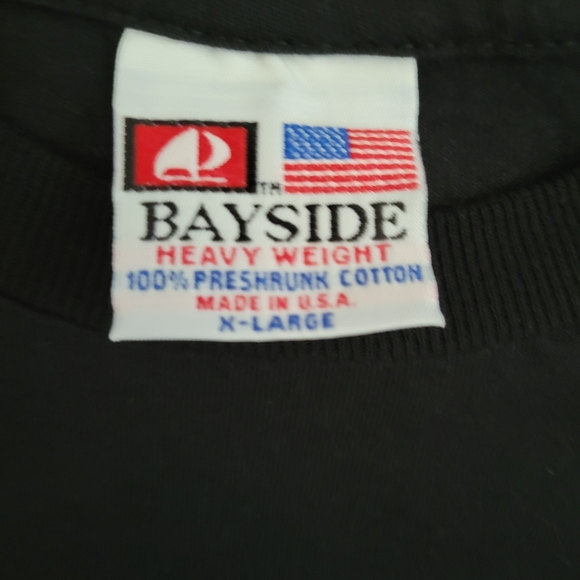 TM
BAYSIDE
HEAVY WEIGHT
100% PRESHRUNK COTTON
MADE IN U.S.A.
X-LARGE